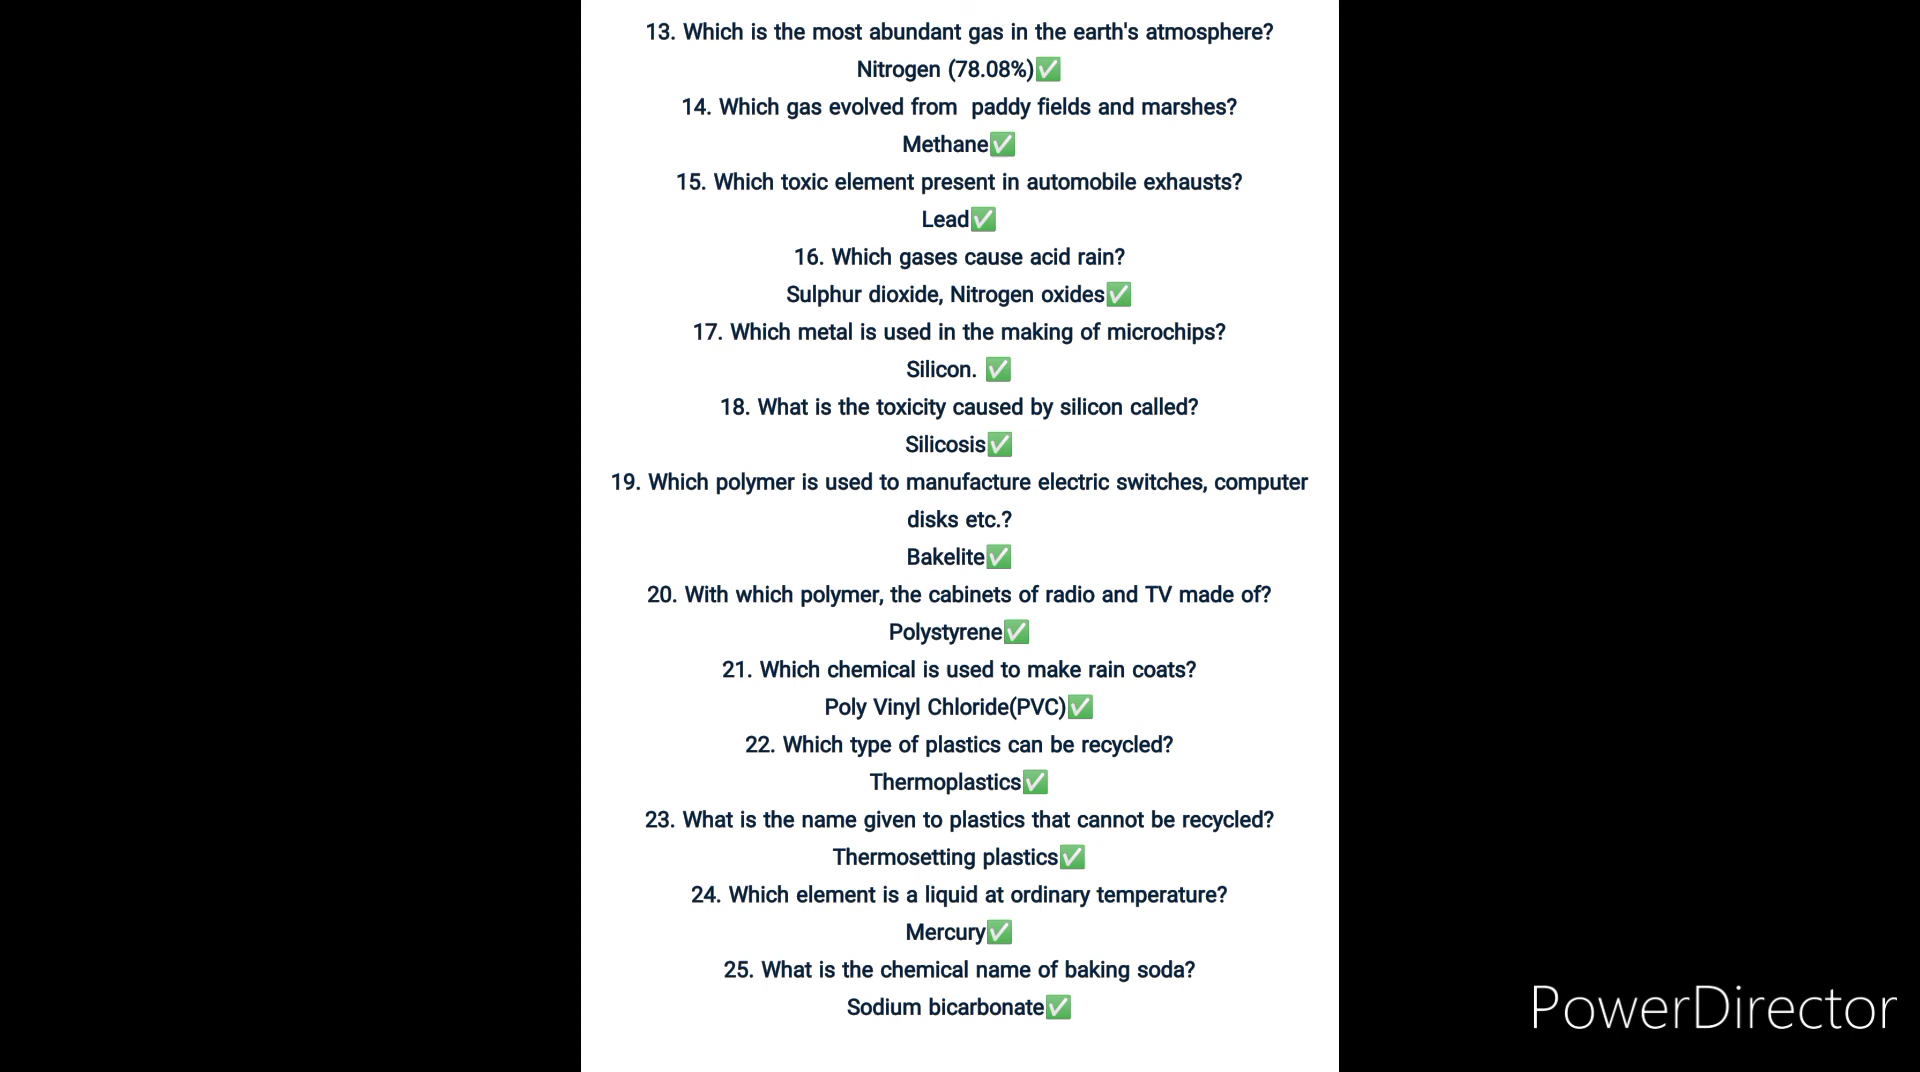 13. Which is the most abundant gas in the earth's atmosphere?
Nitrogen (78.08%)✅
14. Which gas evolved from  paddy fields and marshes?
Methane✅
15. Which toxic element present in automobile exhausts?
Lead✅
16. Which gases cause acid rain?
Sulphur dioxide, Nitrogen oxides✅
17. Which metal is used in the making of microchips?
Silicon. ✅
18. What is the toxicity caused by silicon called?
Silicosis✅
19. Which polymer is used to manufacture electric switches, computer
disks etc.?
Bakelite✅
20. With which polymer, the cabinets of radio and TV made of?
Polystyrene✅
21. Which chemical is used to make rain coats?
Poly Vinyl Chloride(PVC)✅
22. Which type of plastics can be recycled?
Thermoplastics✅
23. What is the name given to plastics that cannot be recycled?
Thermosetting plastics✅
24. Which element is a liquid at ordinary temperature?
Mercury✅
25. What is the chemical name of baking soda?
Sodium bicarbonate✅
PowerDirector